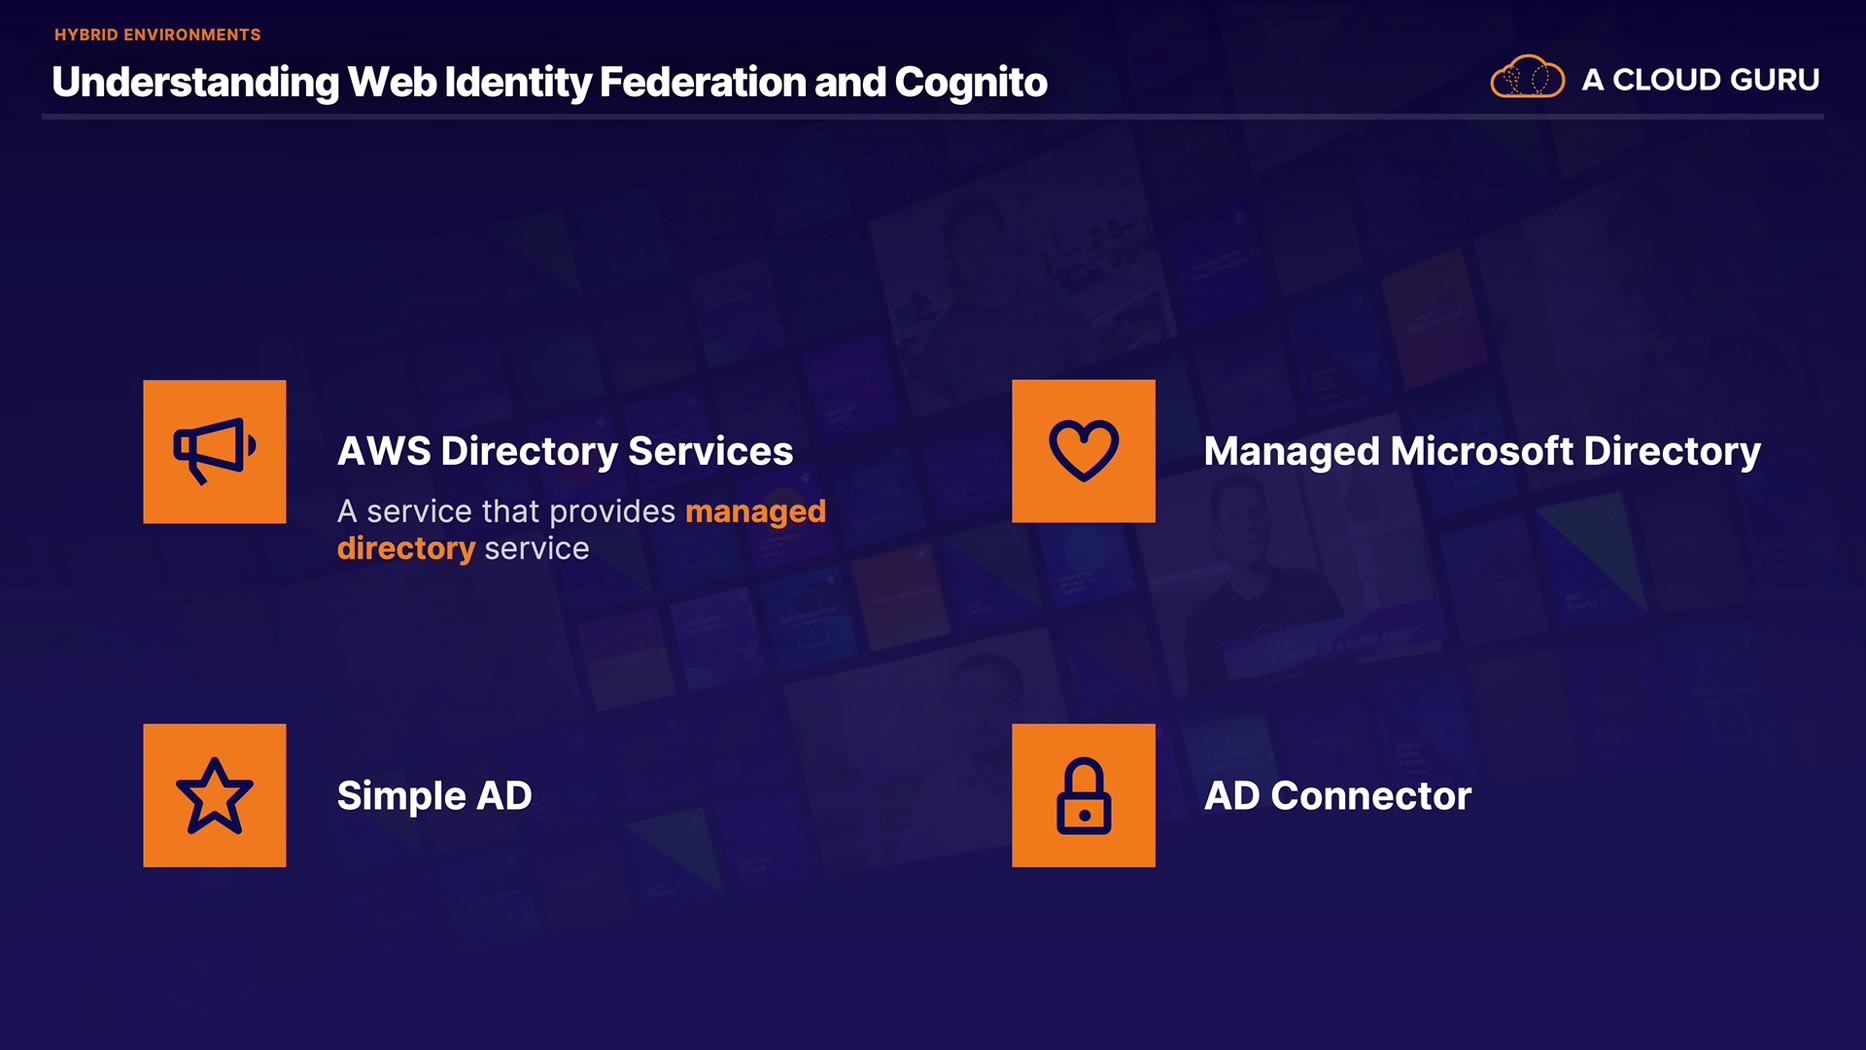 HYBRID ENVIRONMENTS
Understanding Web Identity Federation and Cognito
A CLOUD GURU
AWS Directory Services
A service that provides managed
directory service
Managed Microsoft Directory
Simple AD
AD Connector